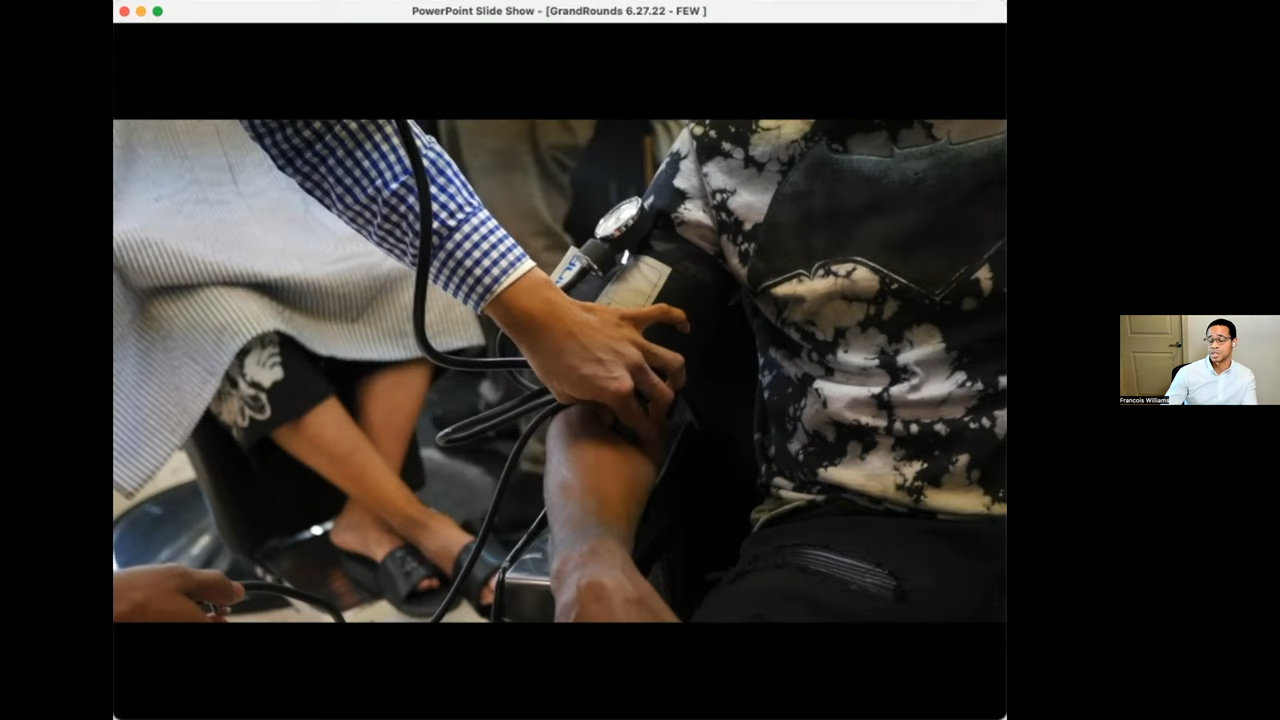 PowerPoint Slide Show - [GrandRounds 6.27.22 - FEW ]
Francois Williams